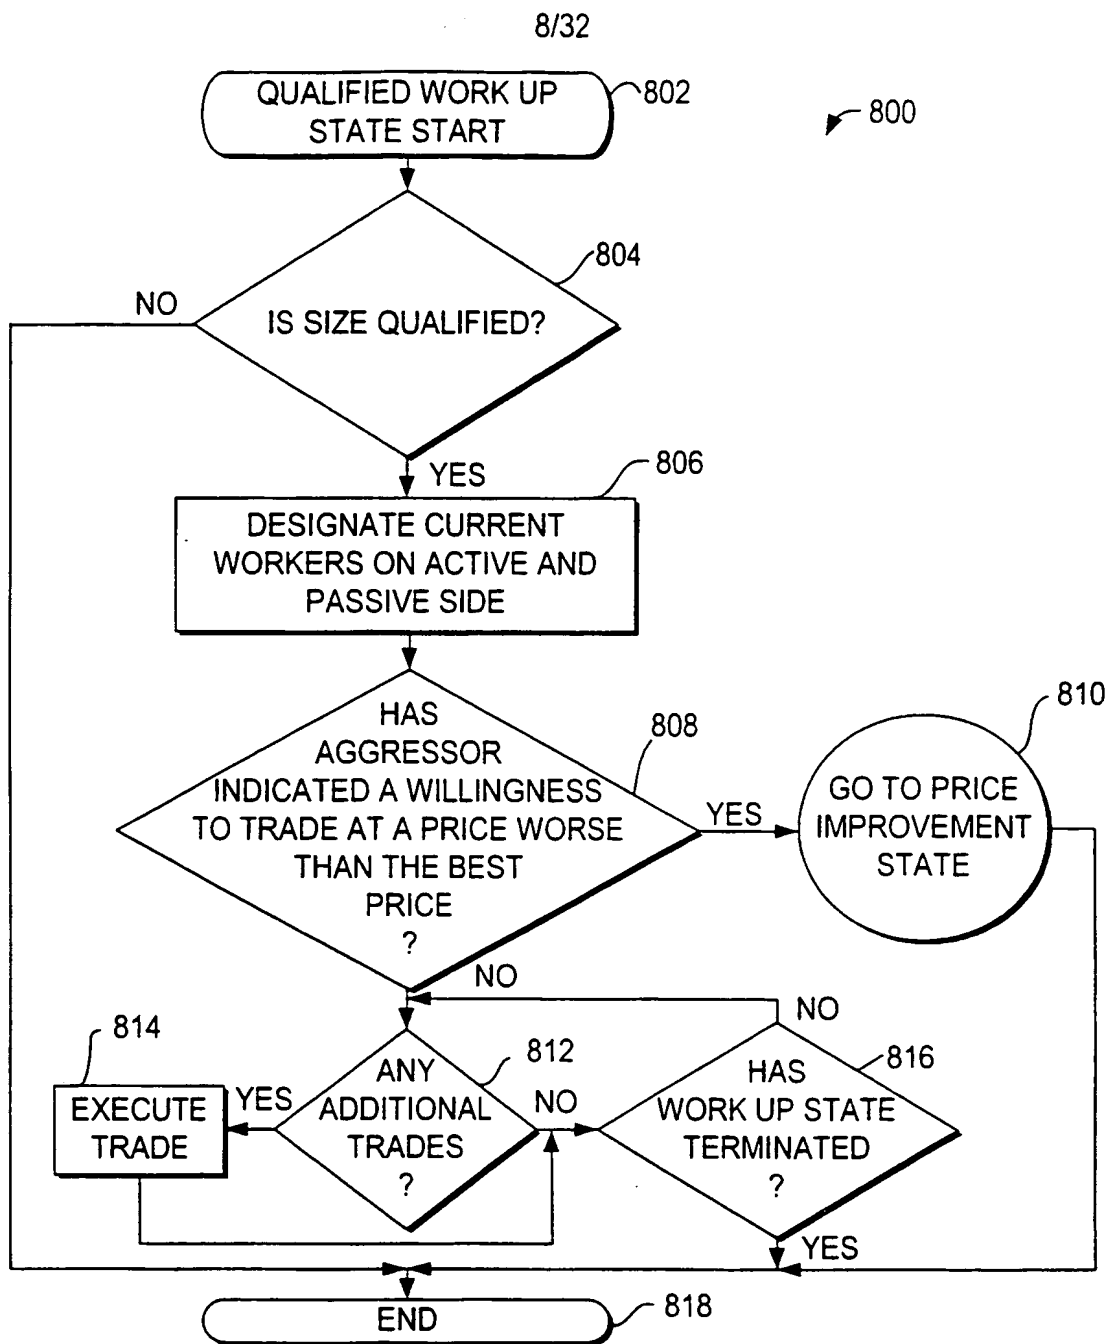 8/32
QUALIFIED WORK UP
STATE START
802
800
804
NO
IS SIZE QUALIFIED?
YES
806
DESIGNATE CURRENT
WORKERS ON ACTIVE AND
PASSIVE SIDE
HAS
AGGRESSOR
INDICATED A WILLINGNESS
TO TRADE AT A PRICE WORSE
THAN THE BEST
PRICE
?
808
YES
810
GO TO PRICE
IMPROVEMENT
STATE
NO
NO
814
EXECUTE
TRADE
YES
ANY
ADDITIONAL
TRADES
?
812
NO
HAS
WORK UP STATE
TERMINATED
?
816
YES
END
818